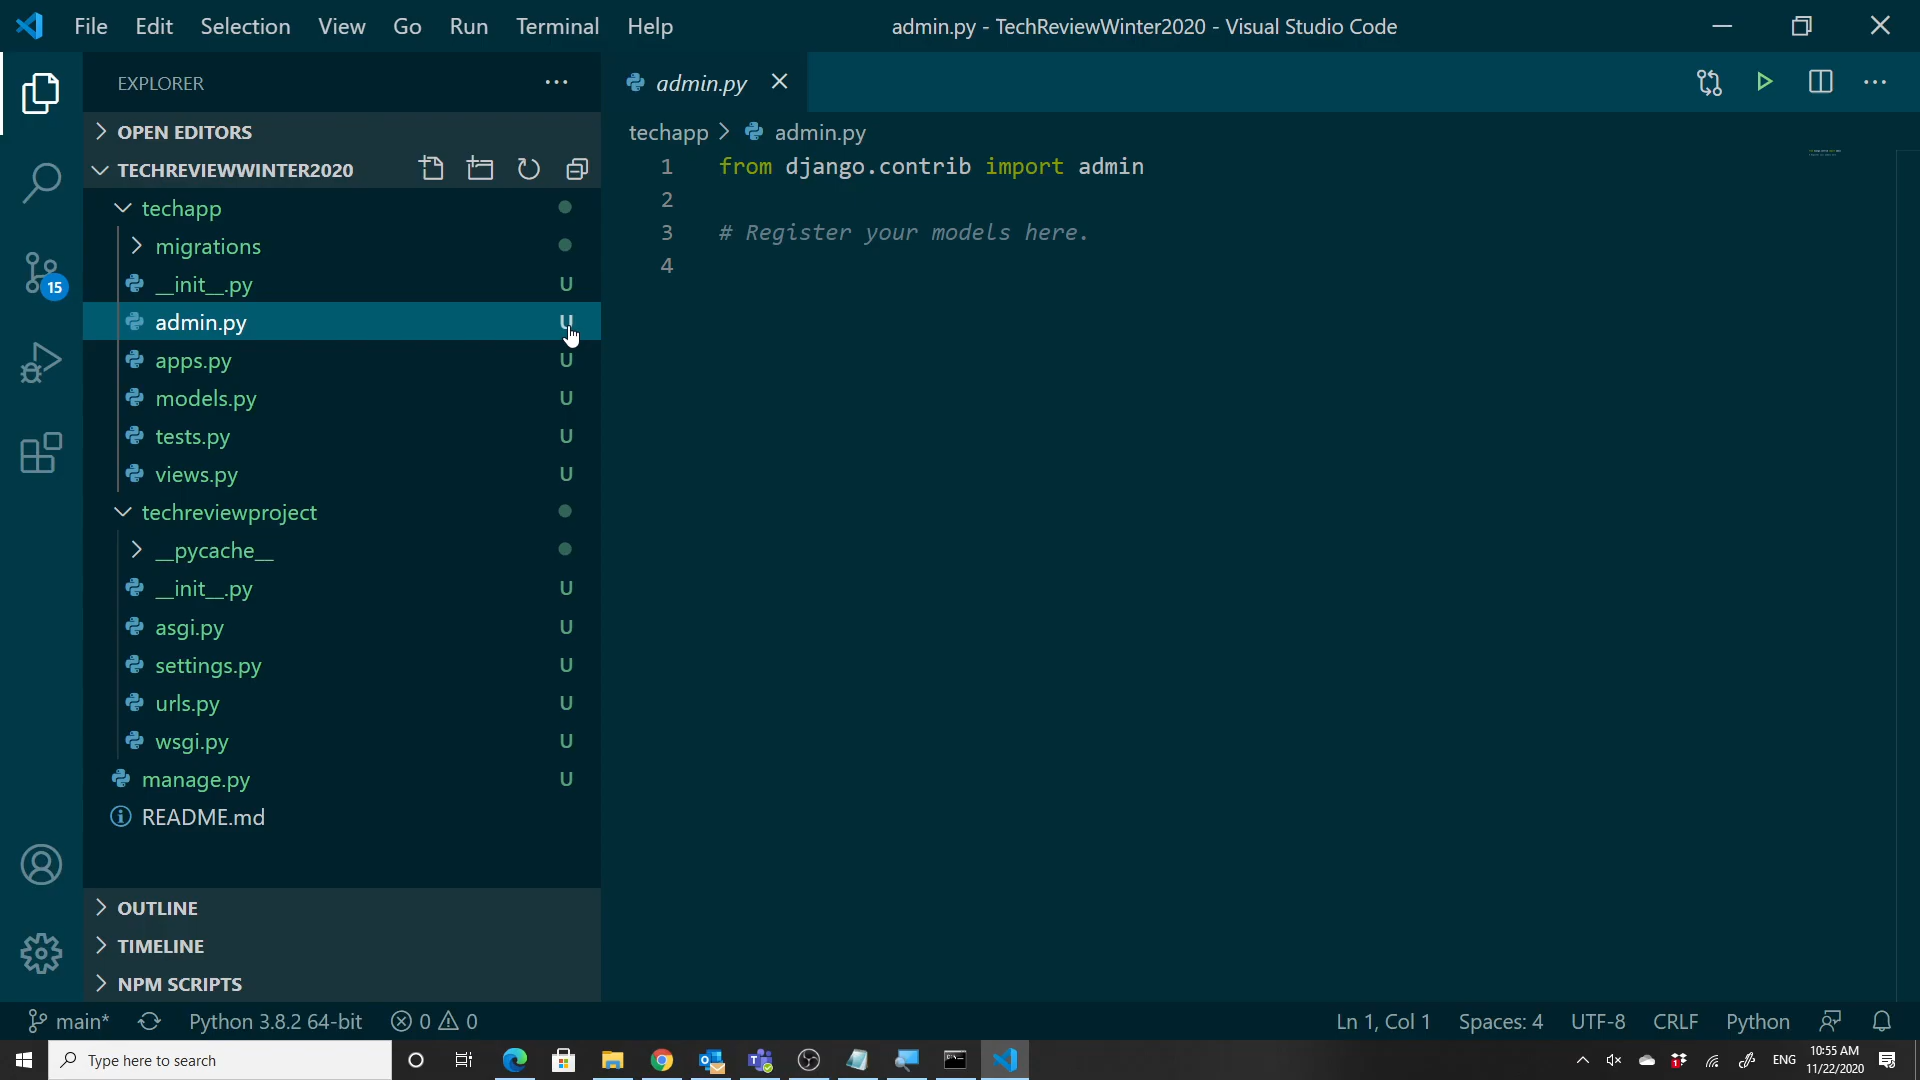 File Edit Selection View Go Run Terminal Help
admin.py - TechReviewWinter2020 - Visual Studio Code
EXPLORER
admin.py
OPEN EDITORS
techapp > admin.py
TECHREVIEWWINTER2020
1 from django.contrib import admin
2
3 # Register your models here.
4
techapp
migrations
__init__.py U
admin.py U
apps.py U
models.py U
tests.py U
views.py U
techreviewproject
__pycache__
__init__.py U
asgi.py U
settings.py U
urls.py U
wsgi.py U
manage.py U
README.md
15
OUTLINE
TIMELINE
NPM SCRIPTS
main* Python 3.8.2 64-bit 0 0 Ln 1, Col 1 Spaces: 4 UTF-8 CRLF Python
Type here to search
ENG
10:55 AM
11/22/2020